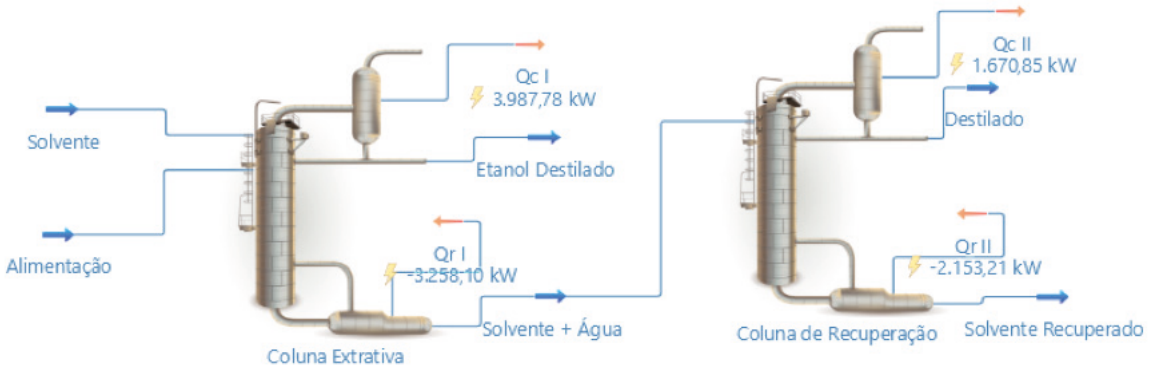 Solvente
Alimentação
Qc I
3.987,78 kW
Etanol Destilado
Qr I
-3.258,10 kW
Solvente + Água
Coluna Extrativa
Qc II
1.670,85 kW
Destilado
Qr II
-2.153,21 kW
Coluna de Recuperação
Solvente Recuperado